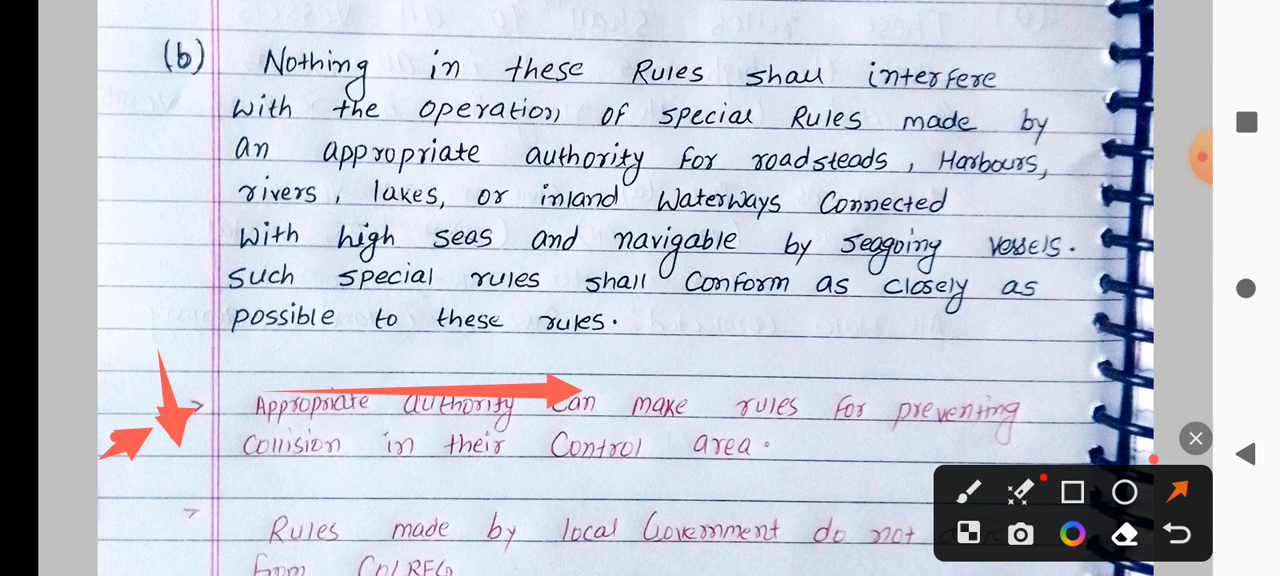 (b) Nothing in these Rules shall interfere
with the operation of special Rules made by
an appropriate authority for roadsteads, Harbours,
rivers, lakes, or inland Waterways Connected
with high seas and navigable by seagoing vessels.
such special rules shall conform as closely as
possible to these rules.
> Appropriate authority can make rules for preventing
collision in their Control area.
> Rules made by local Government do not
from COLREG